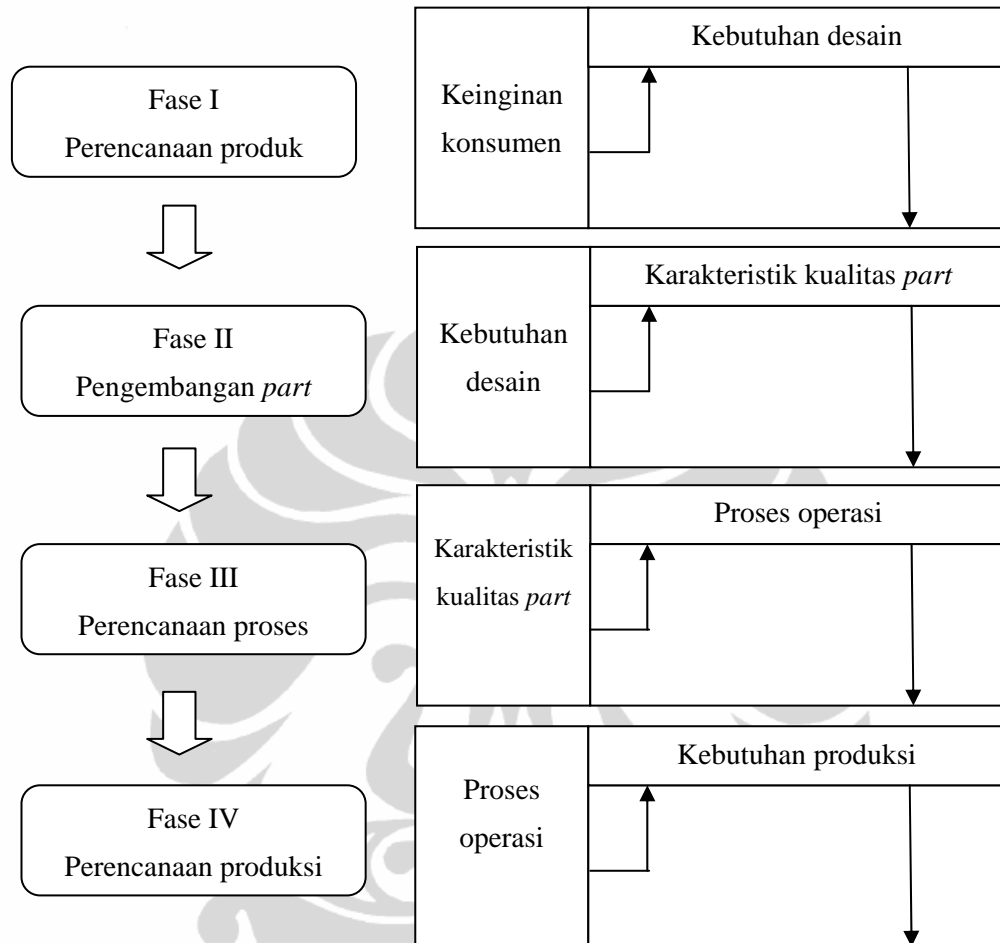 Fase I
Perencanaan produk
Keinginan
konsumen
Kebutuhan desain
Fase II
Pengembangan part
Kebutuhan
desain
Karakteristik kualitas part
Fase III
Perencanaan proses
Karakteristik
kualitas part
Proses operasi
Fase IV
Perencanaan produksi
Proses
operasi
Kebutuhan produksi